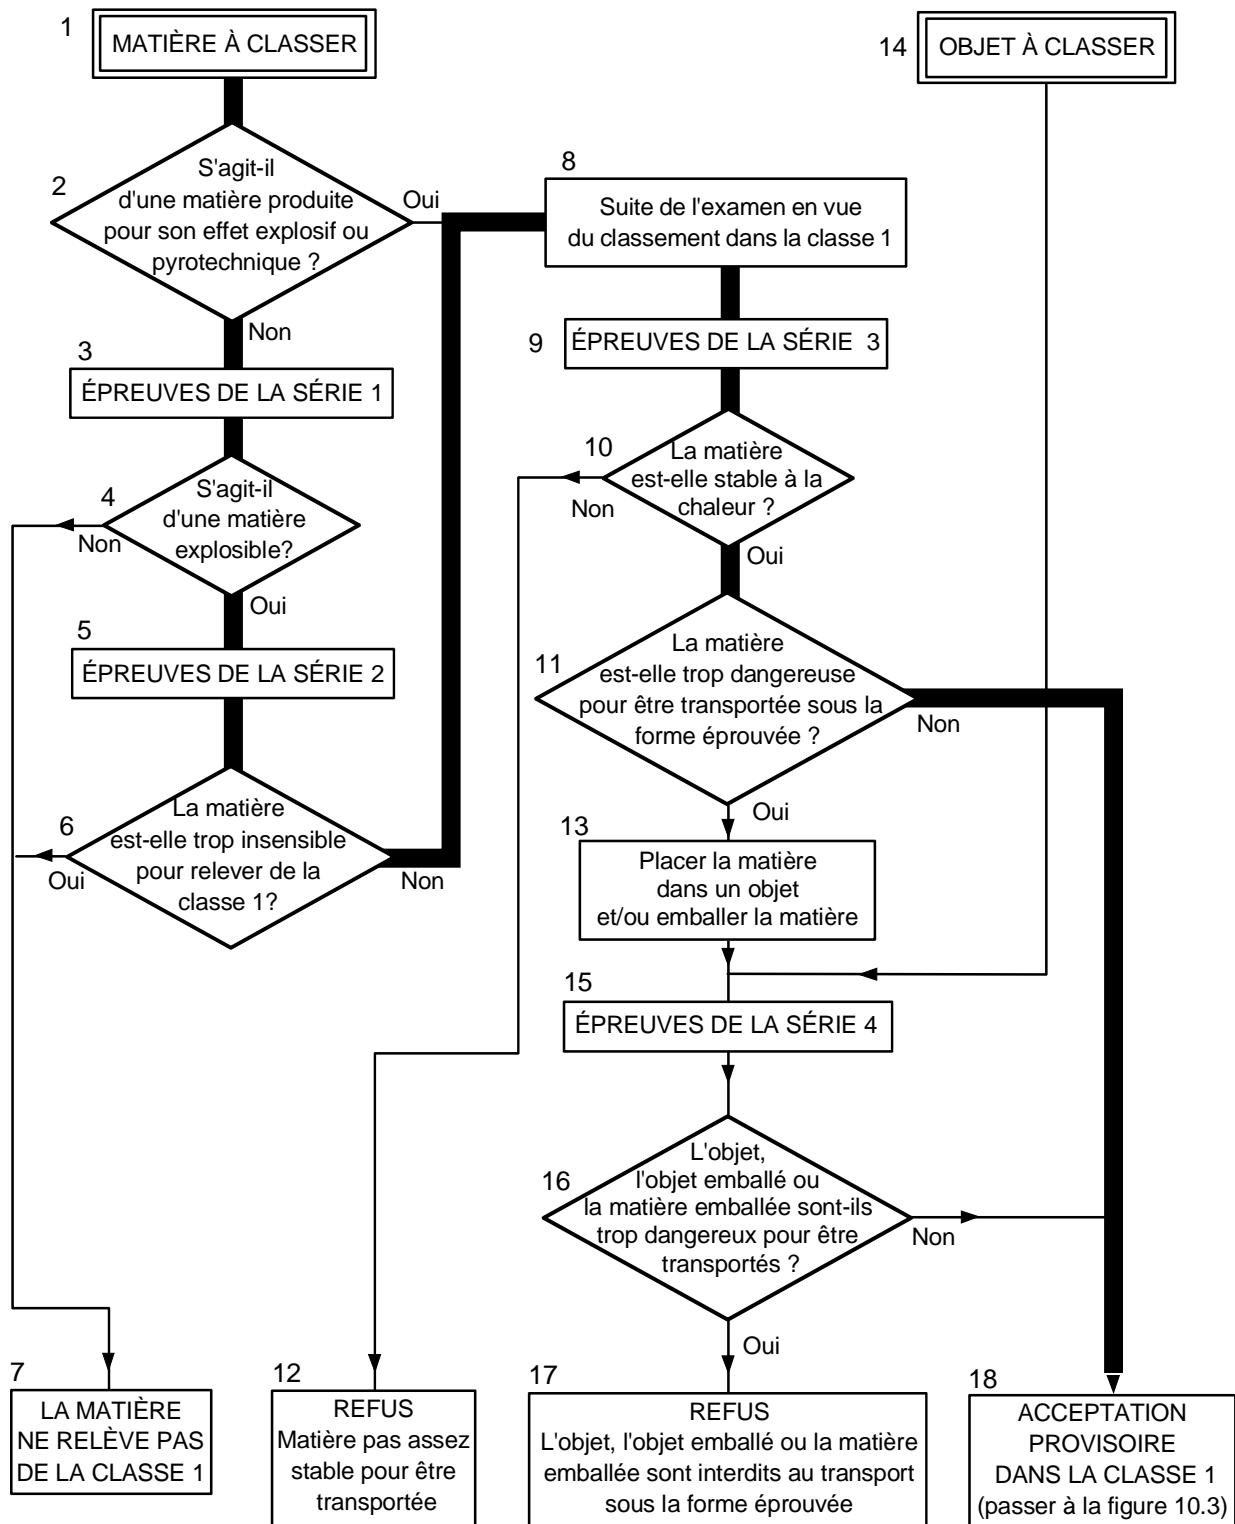 1
MATIÈRE À CLASSER
14
OBJET À CLASSER
2
S'agit-il
d'une matière produite
pour son effet explosif ou
pyrotechnique ?
Oui
Non
8
Suite de l'examen en vue
du classement dans la classe 1
3
ÉPREUVES DE LA SÉRIE 1
9
ÉPREUVES DE LA SÉRIE 3
4
S'agit-il
d'une matière
explosible?
Non
Oui
10
La matière
est-elle stable à la
chaleur ?
Non
Oui
5
ÉPREUVES DE LA SÉRIE 2
11
La matière
est-elle trop dangereuse
pour être transportée sous la
forme éprouvée ?
Non
Oui
6
La matière
est-elle trop insensible
pour relever de la
classe 1?
Oui
Non
13
Placer la matière
dans un objet
et/ou emballer la matière
15
ÉPREUVES DE LA SÉRIE 4
16
L'objet,
l'objet emballé ou
la matière emballée sont-ils
trop dangereux pour être
transportés ?
Non
Oui
7
LA MATIÈRE
NE RELÈVE PAS
DE LA CLASSE 1
12
REFUS
Matière pas assez
stable pour être
transportée
17
REFUS
L'objet, l'objet emballé ou la matière
emballée sont interdits au transport
sous la forme éprouvée
18
ACCEPTATION
PROVISOIRE
DANS LA CLASSE 1
(passer à la figure 10.3)